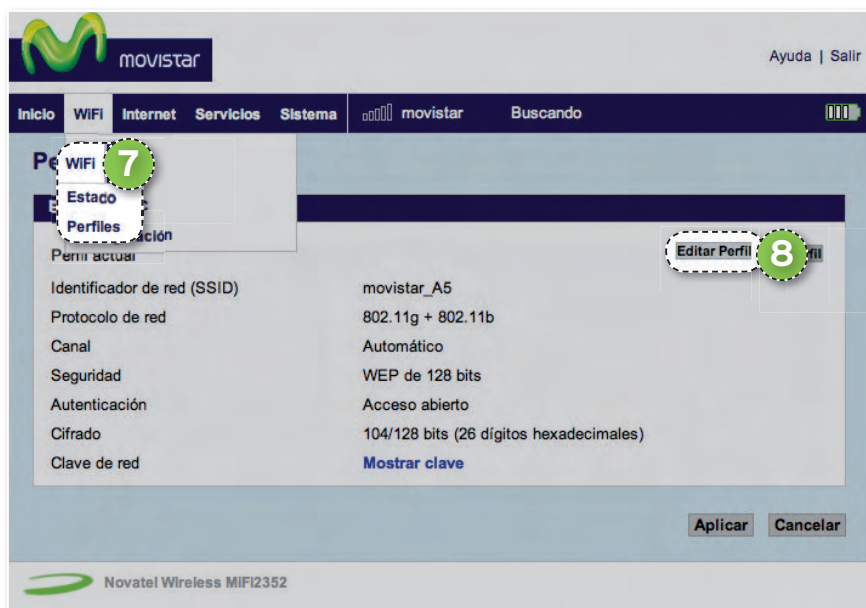 movistar
Ayuda | Salir
Inicio WiFi Internet Servicios Sistema movistar Buscando
WiFi 7
Estado
Perfiles
Perfil actual
Editar Perfil 8
Identificador de red (SSID) movistar_A5
Protocolo de red 802.11g + 802.11b
Canal Automático
Seguridad WEP de 128 bits
Autenticación Acceso abierto
Cifrado 104/128 bits (26 dígitos hexadecimales)
Clave de red Mostrar clave
Aplicar Cancelar
Novatel Wireless MiFi2352